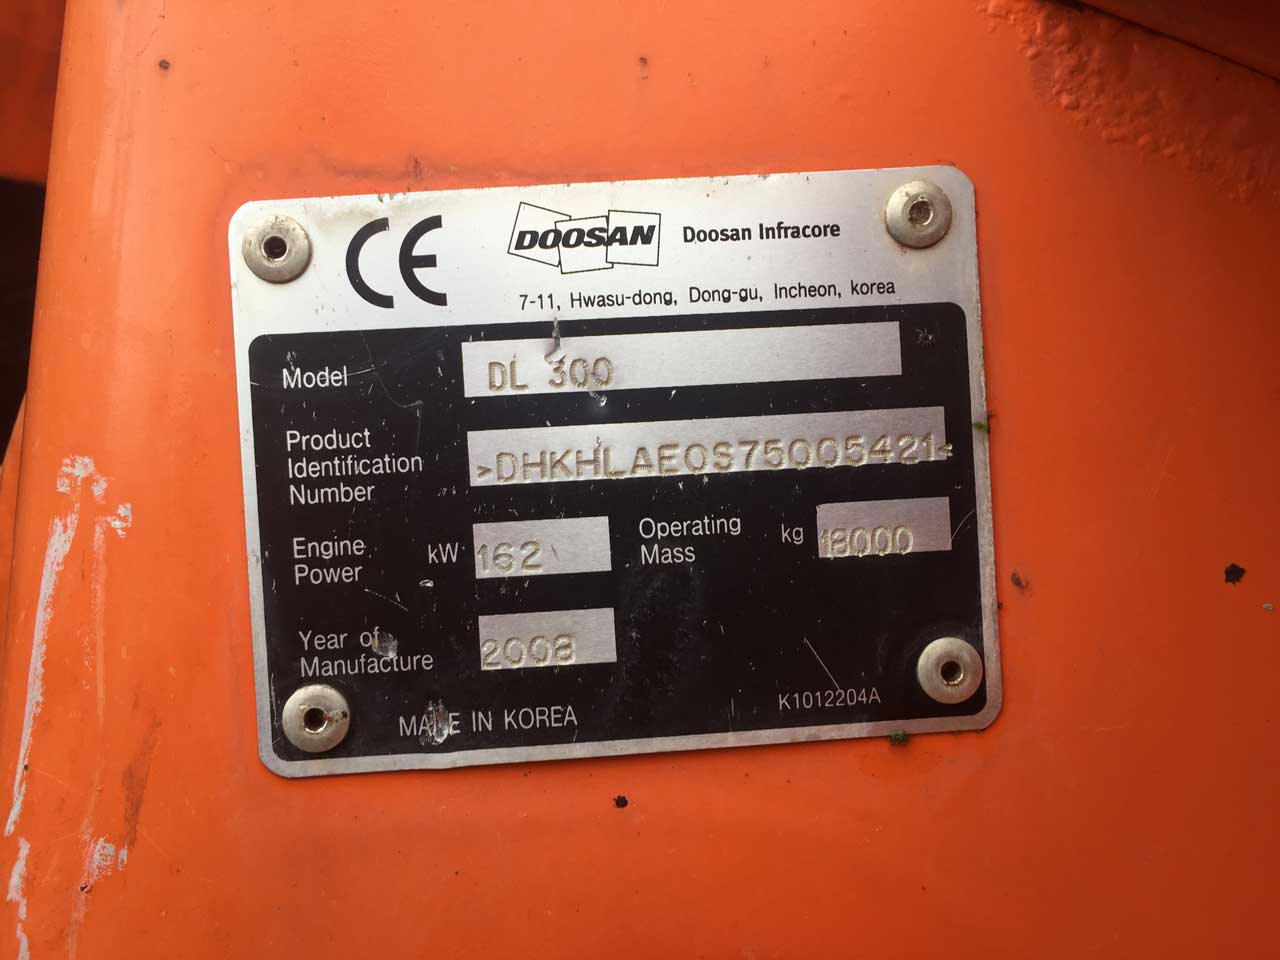 CE DOOSAN Doosan Infracore
7-11, Hwasu-dong, Dong-gu, Incheon, korea
Model DL 300
Product
Identification
Number >DHKHLAE0S75005421<
Engine
Power kW 162
Operating
Mass kg 18000
Year of
Manufacture 2008
MADE IN KOREA
K1012204A